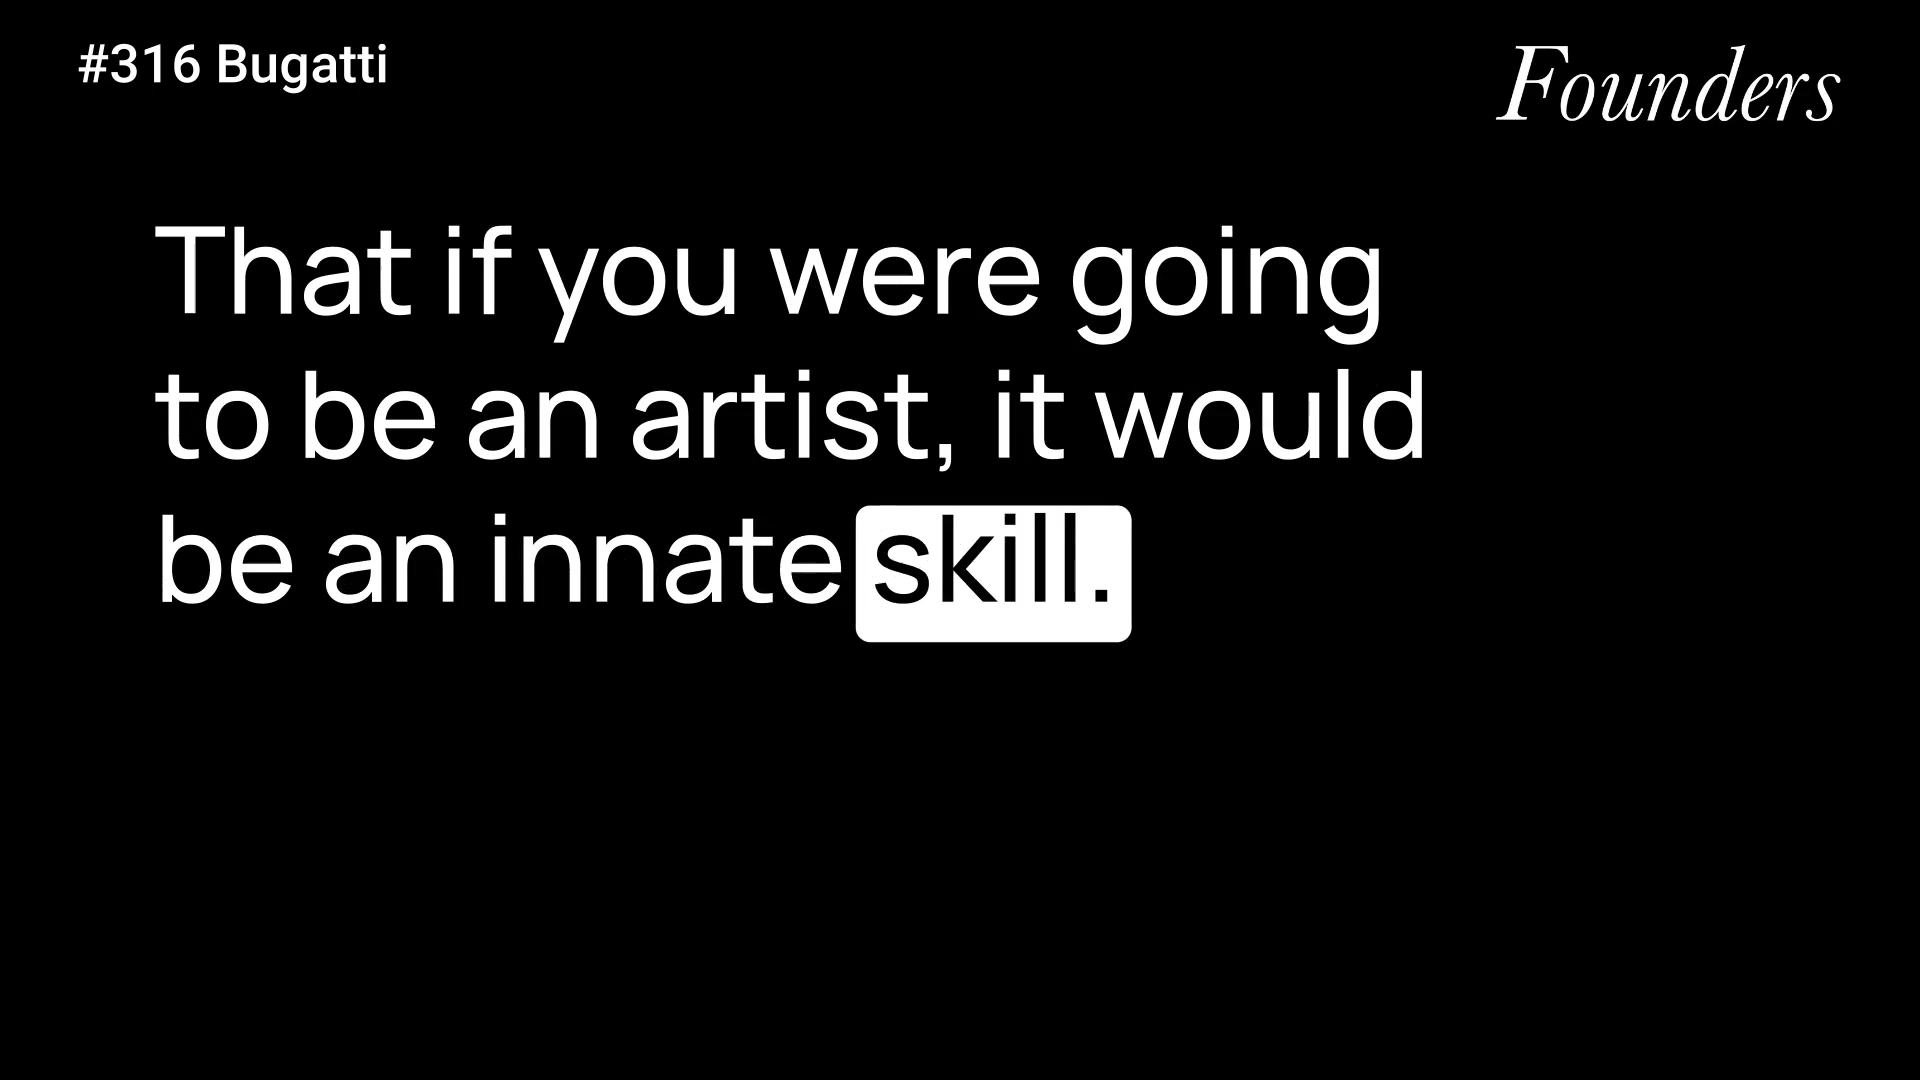 #316 Bugatti
Founders
That if you were going
to be an artist, it would
be an innate skill.